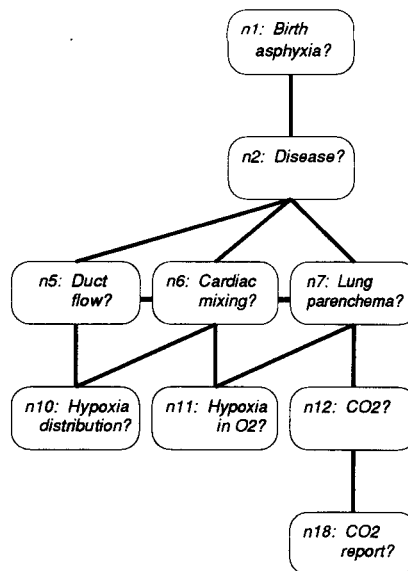 n1: Birth
asphyxia?
n2: Disease?
n5: Duct
flow?
n6: Cardiac
mixing?
n7: Lung
parenchema?
n10: Hypoxia
distribution?
n11: Hypoxia
in O2?
n12: CO2?
n18: CO2
report?